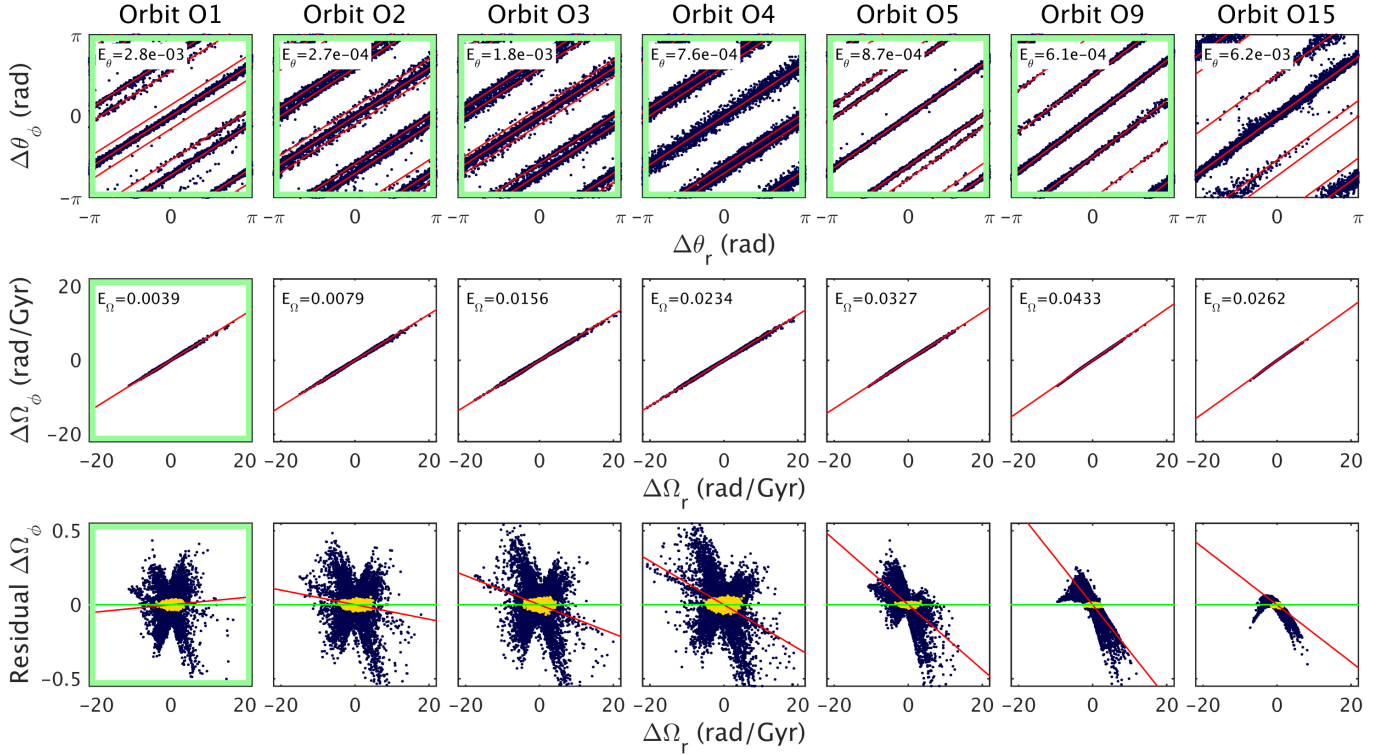 Orbit O1 Orbit O2 Orbit O3 Orbit O4 Orbit O5 Orbit O9 Orbit O15
Δθ_ϕ (rad)
π
0
-π
E_θ=2.8e-03 E_θ=2.7e-04 E_θ=1.8e-03 E_θ=7.6e-04 E_θ=8.7e-04 E_θ=6.1e-04 E_θ=6.2e-03
-π 0 π -π 0 π -π 0 π -π 0 π -π 0 π -π 0 π -π 0 π
Δθ_r (rad)
ΔΩ_ϕ (rad/Gyr)
20
0
-20
E_Ω=0.0039 E_Ω=0.0079 E_Ω=0.0156 E_Ω=0.0234 E_Ω=0.0327 E_Ω=0.0433 E_Ω=0.0262
-20 0 20 -20 0 20 -20 0 20 -20 0 20 -20 0 20 -20 0 20 -20 0 20
ΔΩ_r (rad/Gyr)
Residual ΔΩ_ϕ
0.5
0
-0.5
-20 0 20 -20 0 20 -20 0 20 -20 0 20 -20 0 20 -20 0 20 -20 0 20
ΔΩ_r (rad/Gyr)